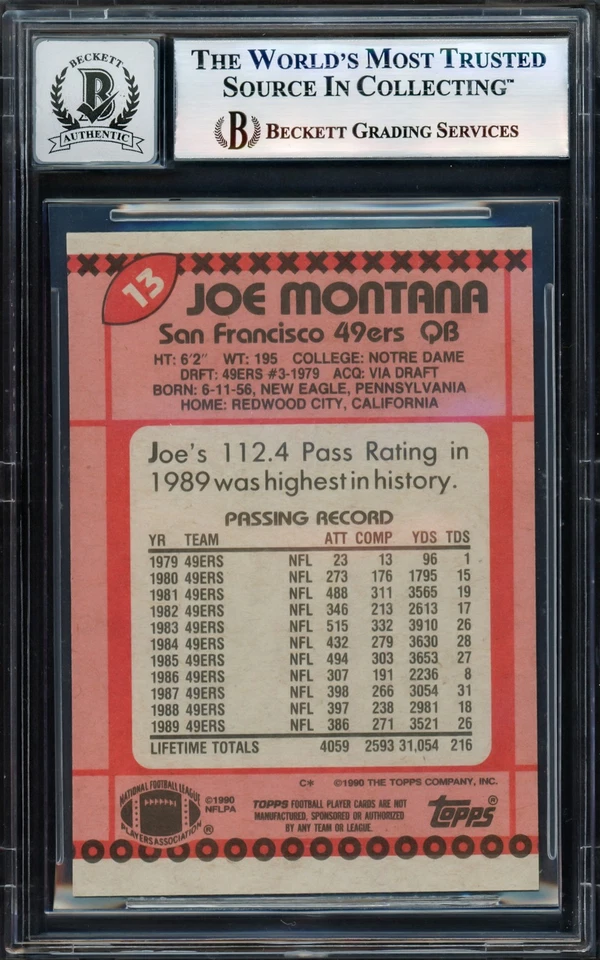 BECKETT
B
AUTHENTIC
THE WORLD'S MOST TRUSTED
SOURCE IN COLLECTING™
B BECKETT GRADING SERVICES
13
JOE MONTANA
San Francisco 49ers QB
HT: 6'2" WT: 195 COLLEGE: NOTRE DAME
DRFT: 49ERS #3-1979 ACQ: VIA DRAFT
BORN: 6-11-56, NEW EAGLE, PENNSYLVANIA
HOME: REDWOOD CITY, CALIFORNIA
Joe's 112.4 Pass Rating in
1989 was highest in history.
PASSING RECORD
YR TEAM ATT COMP YDS TDS
1979 49ERS NFL 23 13 96 1
1980 49ERS NFL 273 176 1795 15
1981 49ERS NFL 488 311 3565 19
1982 49ERS NFL 346 213 2613 17
1983 49ERS NFL 515 332 3910 26
1984 49ERS NFL 432 279 3630 28
1985 49ERS NFL 494 303 3653 27
1986 49ERS NFL 307 191 2236 8
1987 49ERS NFL 398 266 3054 31
1988 49ERS NFL 397 238 2981 18
1989 49ERS NFL 386 271 3521 26
LIFETIME TOTALS 4059 2593 31,054 216
C* ©1990 THE TOPPS COMPANY, INC.
NATIONAL FOOTBALL LEAGUE
PLAYERS ASSOCIATION ®
©1990
NFLPA
TOPPS FOOTBALL PLAYER CARDS ARE NOT
MANUFACTURED, SPONSORED OR AUTHORIZED
BY ANY TEAM OR LEAGUE.
Topps®